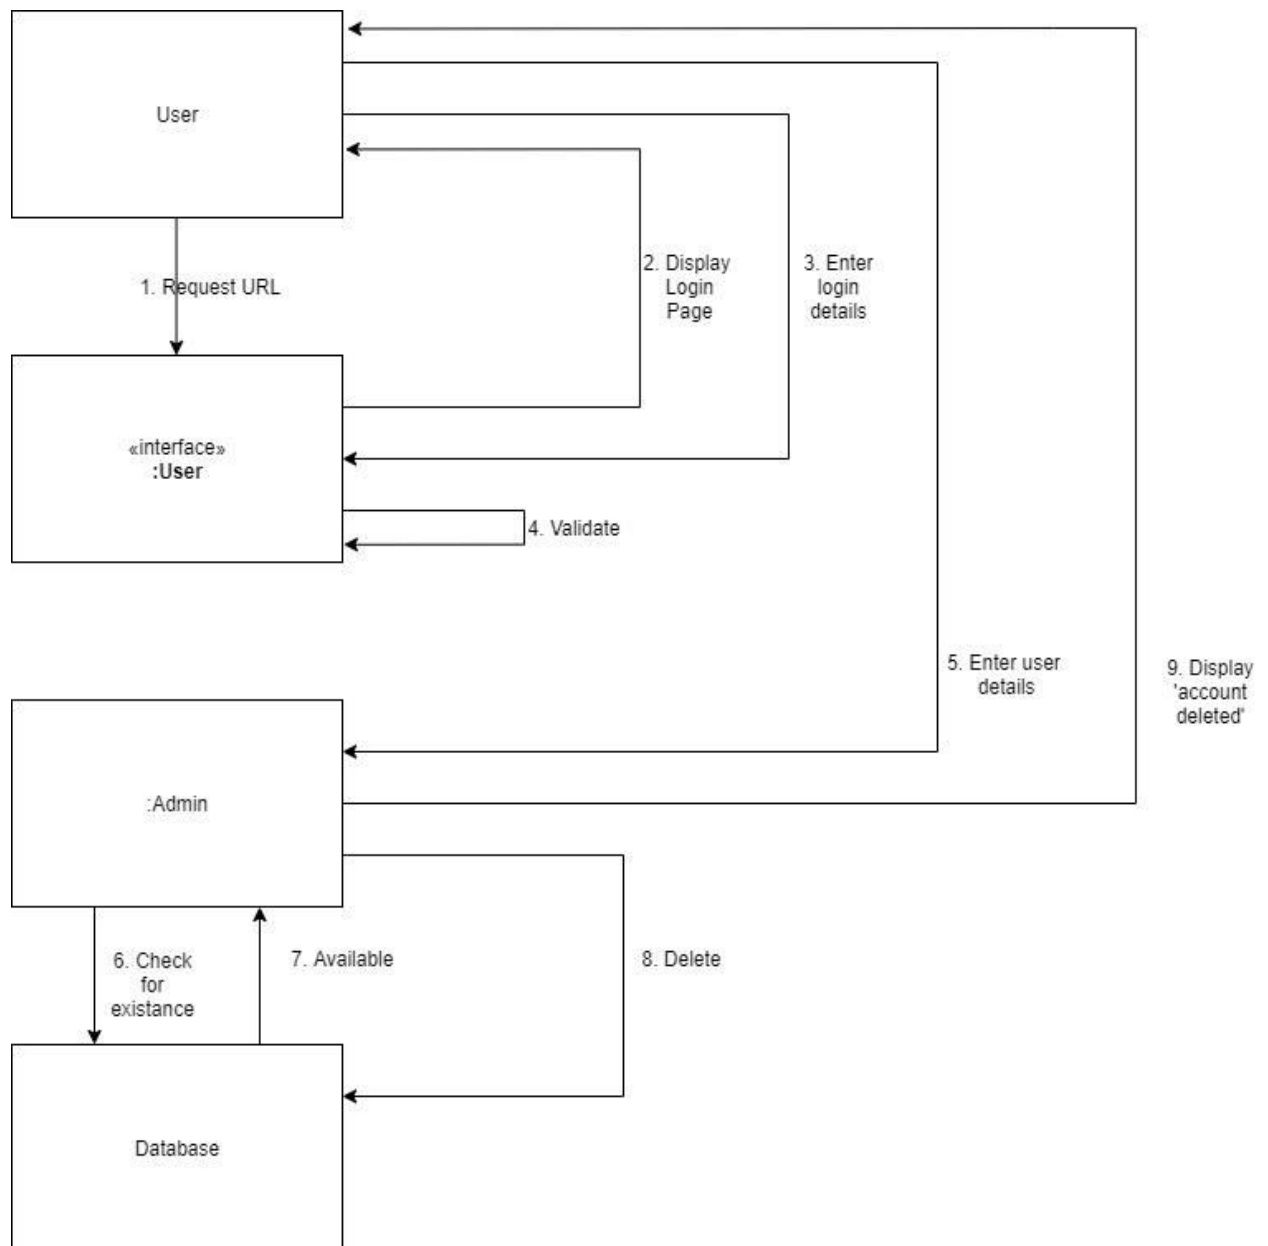 User
1. Request URL
2. Display
Login
Page
3. Enter
login
details
«interface»
:User
4. Validate
5. Enter user
details
9. Display
'account
deleted'
:Admin
6. Check
for
existance
7. Available
8. Delete
Database